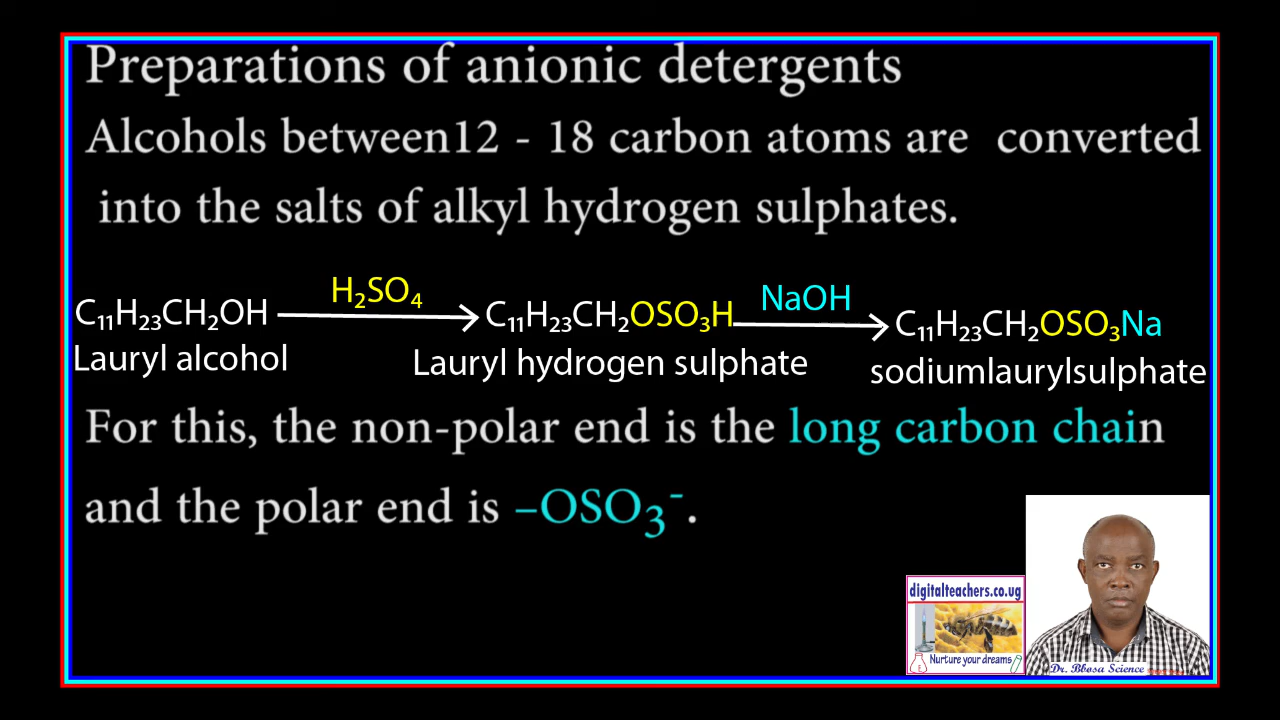 Preparations of anionic detergents
Alcohols between12 - 18 carbon atoms are converted
into the salts of alkyl hydrogen sulphates.
C₁₁H₂₃CH₂OH H₂SO₄ C₁₁H₂₃CH₂OSO₃H NaOH C₁₁H₂₃CH₂OSO₃Na
Lauryl alcohol Lauryl hydrogen sulphate sodiumlaurylsulphate
For this, the non-polar end is the long carbon chain
and the polar end is –OSO₃⁻.
digitalteachers.co.ug
Nurture your dreams
Dr. Bbosa Science